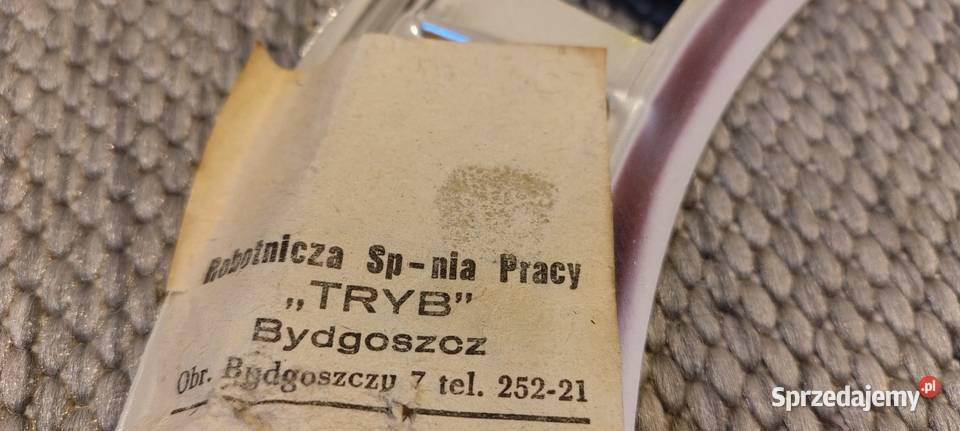 Robotnicza Sp-nia Pracy
„TRYB”
Bydgoszcz
Obr. Bydgoszczy 7 tel. 252-21
Sprzedajemy.pl